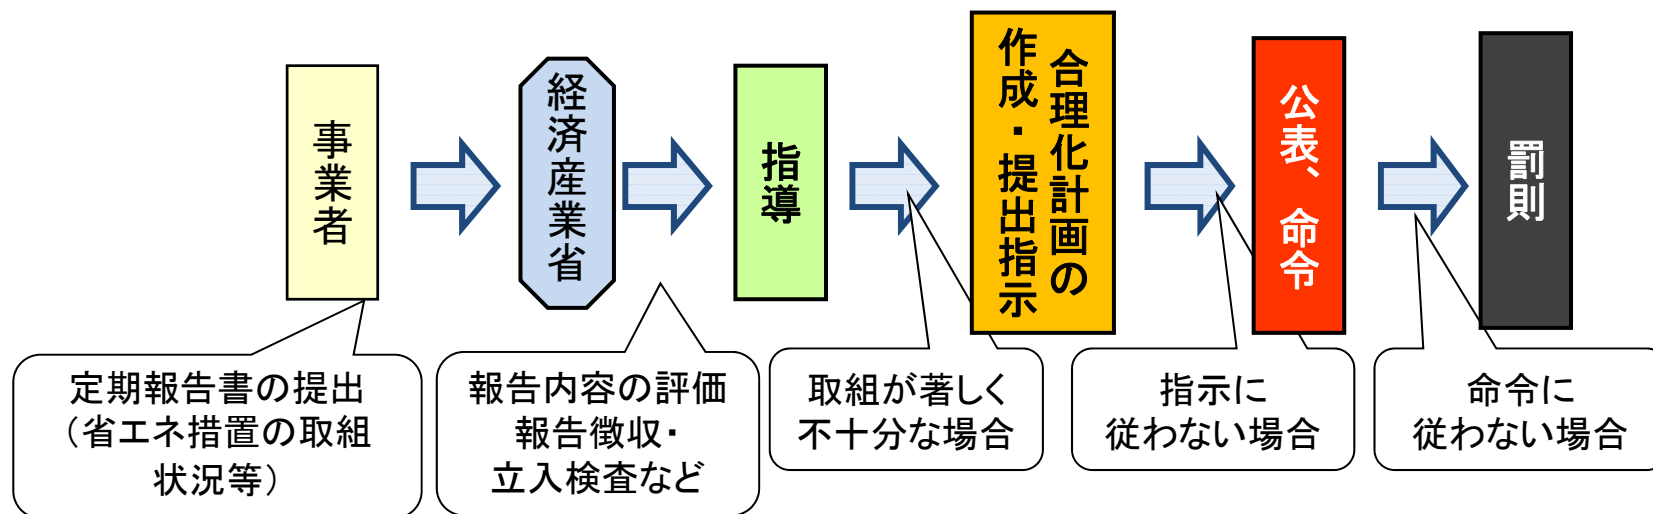 事業者
経済産業省
指導
合理化計画の
作成・提出指示
公表、命令
罰則
定期報告書の提出
（省エネ措置の取組
状況等）
報告内容の評価
報告徴収・
立入検査など
取組が著しく
不十分な場合
指示に
従わない場合
命令に
従わない場合